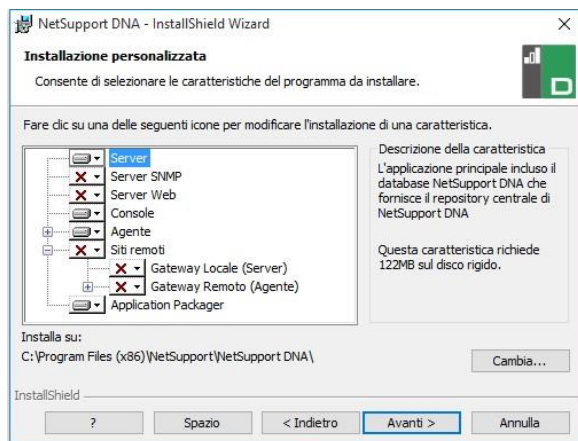 NetSupport DNA - InstallShield Wizard
Installazione personalizzata
Consente di selezionare le caratteristiche del programma da installare.
D
Fare clic su una delle seguenti icone per modificare l'installazione di una caratteristica.
Server
Server SNMP
Server Web
Console
Agente
Siti remoti
Gateway Locale (Server)
Gateway Remoto (Agente)
Application Packager
Descrizione della caratteristica
L'applicazione principale incluso il
database NetSupport DNA che
fornisce il repository centrale di
NetSupport DNA
Questa caratteristica richiede
122MB sul disco rigido.
Installa su:
C:\Program Files (x86)\NetSupport\NetSupport DNA\
Cambia...
InstallShield
? Spazio < Indietro Avanti > Annulla